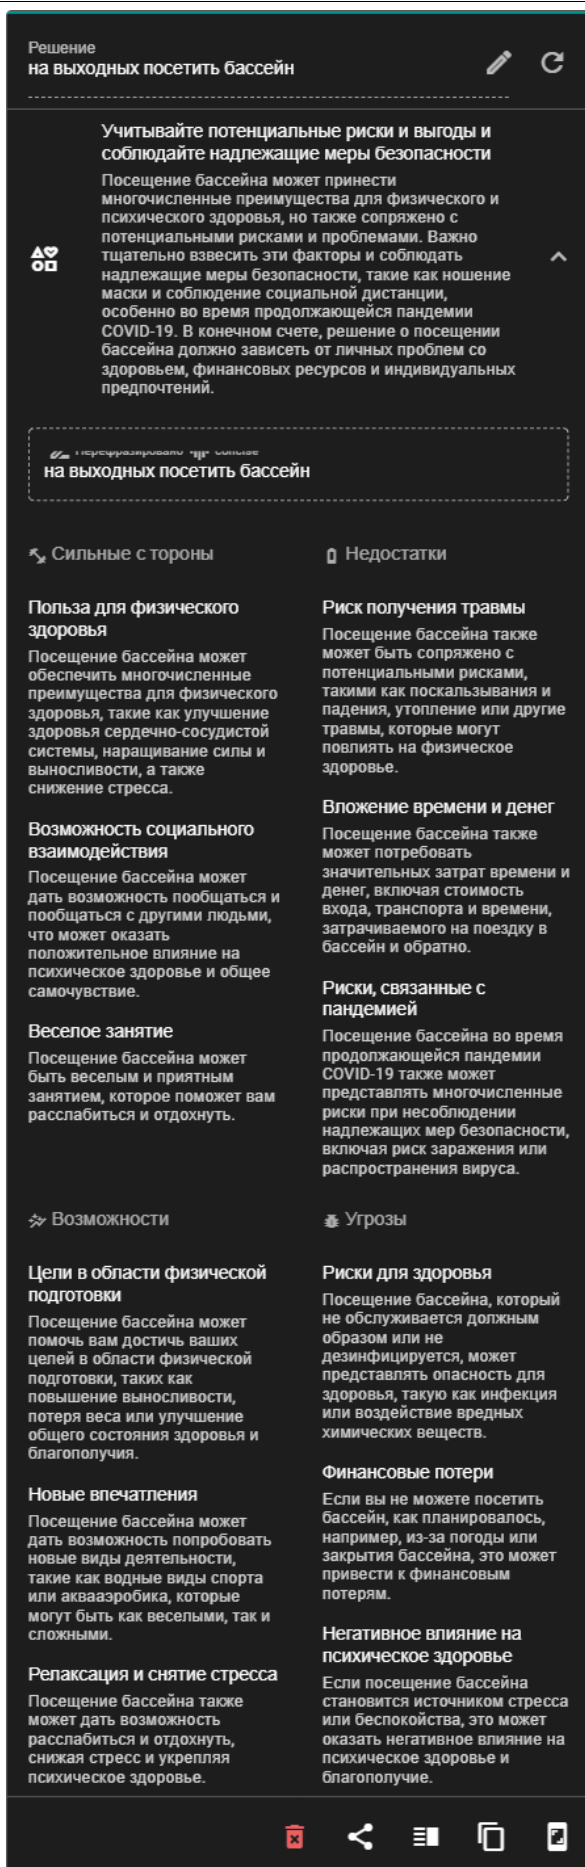 Решение
на выходных посетить бассейн
Учитывайте потенциальные риски и выгоды и
соблюдайте надлежащие меры безопасности
Посещение бассейна может принести
многочисленные преимущества для физического и
психического здоровья, но также сопряжено с
потенциальными рисками и проблемами. Важно
тщательно взвесить эти факторы и соблюдать
надлежащие меры безопасности, такие как ношение
маски и соблюдение социальной дистанции,
особенно во время продолжающейся пандемии
COVID-19. В конечном счете, решение о посещении
бассейна должно зависеть от личных проблем со
здоровьем, финансовых ресурсов и индивидуальных
предпочтений.
Перефразировано Concise
на выходных посетить бассейн
Сильные с тороны
Польза для физического
здоровья
Посещение бассейна может
обеспечить многочисленные
преимущества для физического
здоровья, такие как улучшение
здоровья сердечно-сосудистой
системы, наращивание силы и
выносливости, а также
снижение стресса.
Возможность социального
взаимодействия
Посещение бассейна может
дать возможность пообщаться и
пообщаться с другими людьми,
что может оказать
положительное влияние на
психическое здоровье и общее
самочувствие.
Веселое занятие
Посещение бассейна может
быть веселым и приятным
занятием, которое поможет вам
расслабиться и отдохнуть.
Недостатки
Риск получения травмы
Посещение бассейна также
может быть сопряжено с
потенциальными рисками,
такими как поскальзывания и
падения, утопление или другие
травмы, которые могут
повлиять на физическое
здоровье.
Вложение времени и денег
Посещение бассейна также
может потребовать
значительных затрат времени и
денег, включая стоимость
входа, транспорта и времени,
затрачиваемого на поездку в
бассейн и обратно.
Риски, связанные с
пандемией
Посещение бассейна во время
продолжающейся пандемии
COVID-19 также может
представлять многочисленные
риски при несоблюдении
надлежащих мер безопасности,
включая риск заражения или
распространения вируса.
Возможности
Цели в области физической
подготовки
Посещение бассейна может
помочь вам достичь ваших
целей в области физической
подготовки, таких как
повышение выносливости,
потеря веса или улучшение
общего состояния здоровья и
благополучия.
Новые впечатления
Посещение бассейна может
дать возможность попробовать
новые виды деятельности,
такие как водные виды спорта
или аквааэробика, которые
могут быть как веселыми, так и
сложными.
Релаксация и снятие стресса
Посещение бассейна также
может дать возможность
расслабиться и отдохнуть,
снижая стресс и укрепляя
психическое здоровье.
Угрозы
Риски для здоровья
Посещение бассейна, который
не обслуживается должным
образом или не
дезинфицируется, может
представлять опасность для
здоровья, такую как инфекция
или воздействие вредных
химических веществ.
Финансовые потери
Если вы не можете посетить
бассейн, как планировалось,
например, из-за погоды или
закрытия бассейна, это может
привести к финансовым
потерям.
Негативное влияние на
психическое здоровье
Если посещение бассейна
становится источником стресса
или беспокойства, это может
оказать негативное влияние на
психическое здоровье и
благополучие.